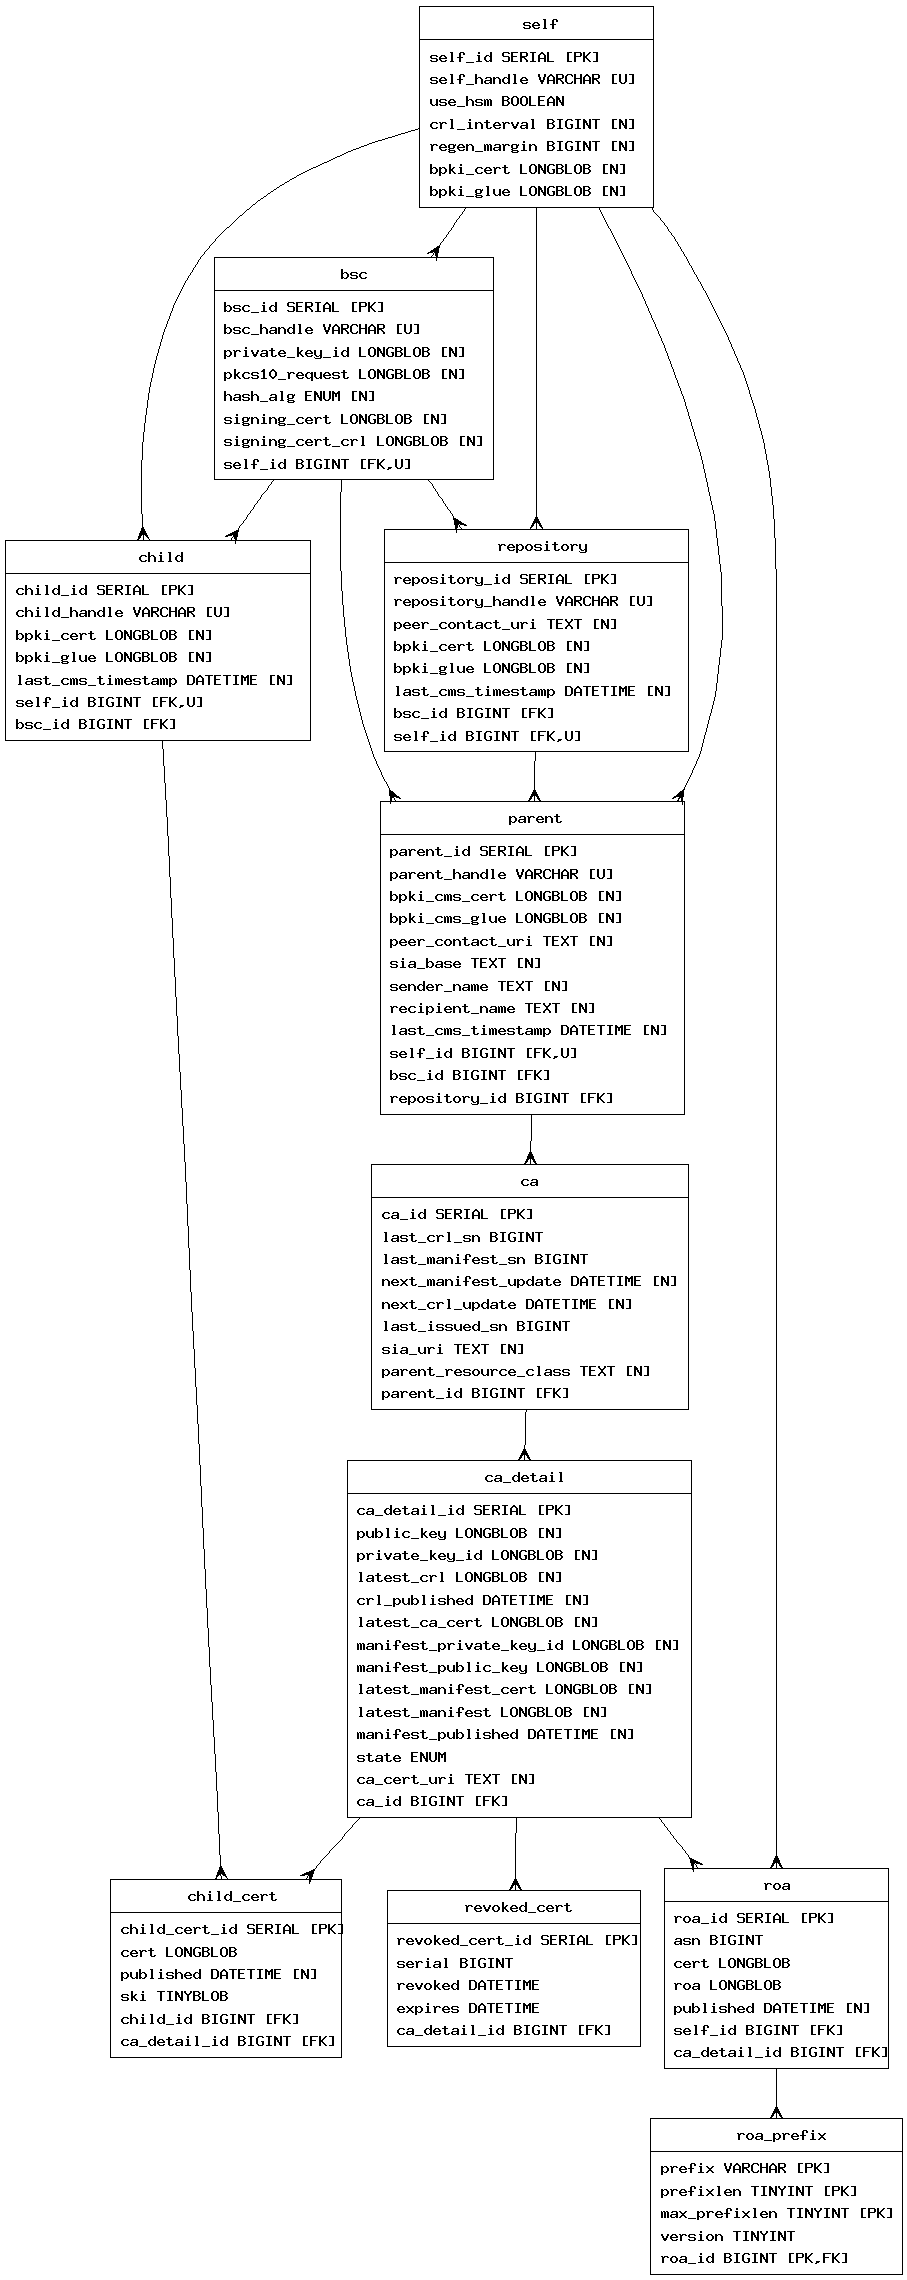 self
self_id SERIAL [PK]
self_handle VARCHAR [U]
use_hsm BOOLEAN
crl_interval BIGINT [N]
regen_margin BIGINT [N]
bpki_cert LONGBLOB [N]
bpki_glue LONGBLOB [N]
bsc
bsc_id SERIAL [PK]
bsc_handle VARCHAR [U]
private_key_id LONGBLOB [N]
pkcs10_request LONGBLOB [N]
hash_alg ENUM [N]
signing_cert LONGBLOB [N]
signing_cert_crl LONGBLOB [N]
self_id BIGINT [FK,U]
child
child_id SERIAL [PK]
child_handle VARCHAR [U]
bpki_cert LONGBLOB [N]
bpki_glue LONGBLOB [N]
last_cms_timestamp DATETIME [N]
self_id BIGINT [FK,U]
bsc_id BIGINT [FK]
repository
repository_id SERIAL [PK]
repository_handle VARCHAR [U]
peer_contact_uri TEXT [N]
bpki_cert LONGBLOB [N]
bpki_glue LONGBLOB [N]
last_cms_timestamp DATETIME [N]
bsc_id BIGINT [FK]
self_id BIGINT [FK,U]
parent
parent_id SERIAL [PK]
parent_handle VARCHAR [U]
bpki_cms_cert LONGBLOB [N]
bpki_cms_glue LONGBLOB [N]
peer_contact_uri TEXT [N]
sia_base TEXT [N]
sender_name TEXT [N]
recipient_name TEXT [N]
last_cms_timestamp DATETIME [N]
self_id BIGINT [FK,U]
bsc_id BIGINT [FK]
repository_id BIGINT [FK]
ca
ca_id SERIAL [PK]
last_crl_sn BIGINT
last_manifest_sn BIGINT
next_manifest_update DATETIME [N]
next_crl_update DATETIME [N]
last_issued_sn BIGINT
sia_uri TEXT [N]
parent_resource_class TEXT [N]
parent_id BIGINT [FK]
ca_detail
ca_detail_id SERIAL [PK]
public_key LONGBLOB [N]
private_key_id LONGBLOB [N]
latest_crl LONGBLOB [N]
crl_published DATETIME [N]
latest_ca_cert LONGBLOB [N]
manifest_private_key_id LONGBLOB [N]
manifest_public_key LONGBLOB [N]
latest_manifest_cert LONGBLOB [N]
latest_manifest LONGBLOB [N]
manifest_published DATETIME [N]
state ENUM
ca_cert_uri TEXT [N]
ca_id BIGINT [FK]
child_cert
child_cert_id SERIAL [PK]
cert LONGBLOB
published DATETIME [N]
ski TINYBLOB
child_id BIGINT [FK]
ca_detail_id BIGINT [FK]
revoked_cert
revoked_cert_id SERIAL [PK]
serial BIGINT
revoked DATETIME
expires DATETIME
ca_detail_id BIGINT [FK]
roa
roa_id SERIAL [PK]
asn BIGINT
cert LONGBLOB
roa LONGBLOB
published DATETIME [N]
self_id BIGINT [FK]
ca_detail_id BIGINT [FK]
roa_prefix
prefix VARCHAR [PK]
prefixlen TINYINT [PK]
max_prefixlen TINYINT [PK]
version TINYINT
roa_id BIGINT [PK,FK]